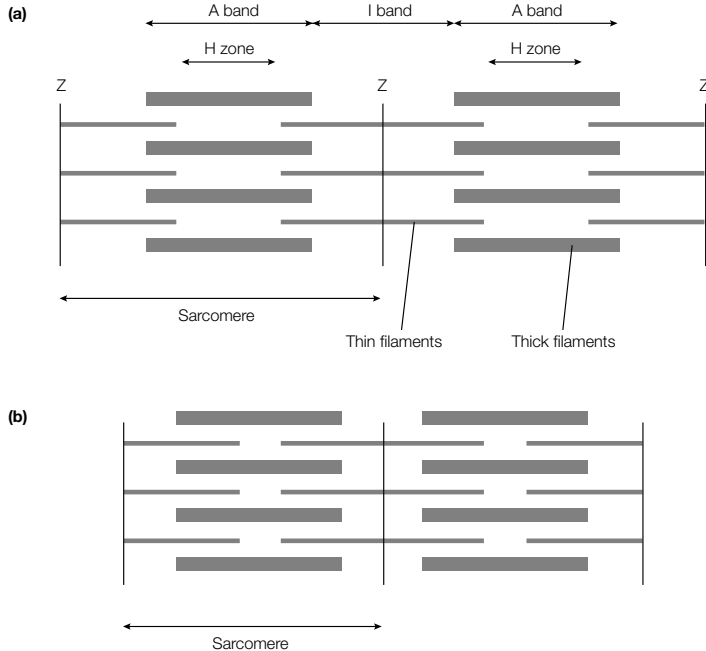 (a)
A band I band A band
H zone H zone
Z Z Z
Sarcomere
Thin filaments Thick filaments
(b)
Sarcomere